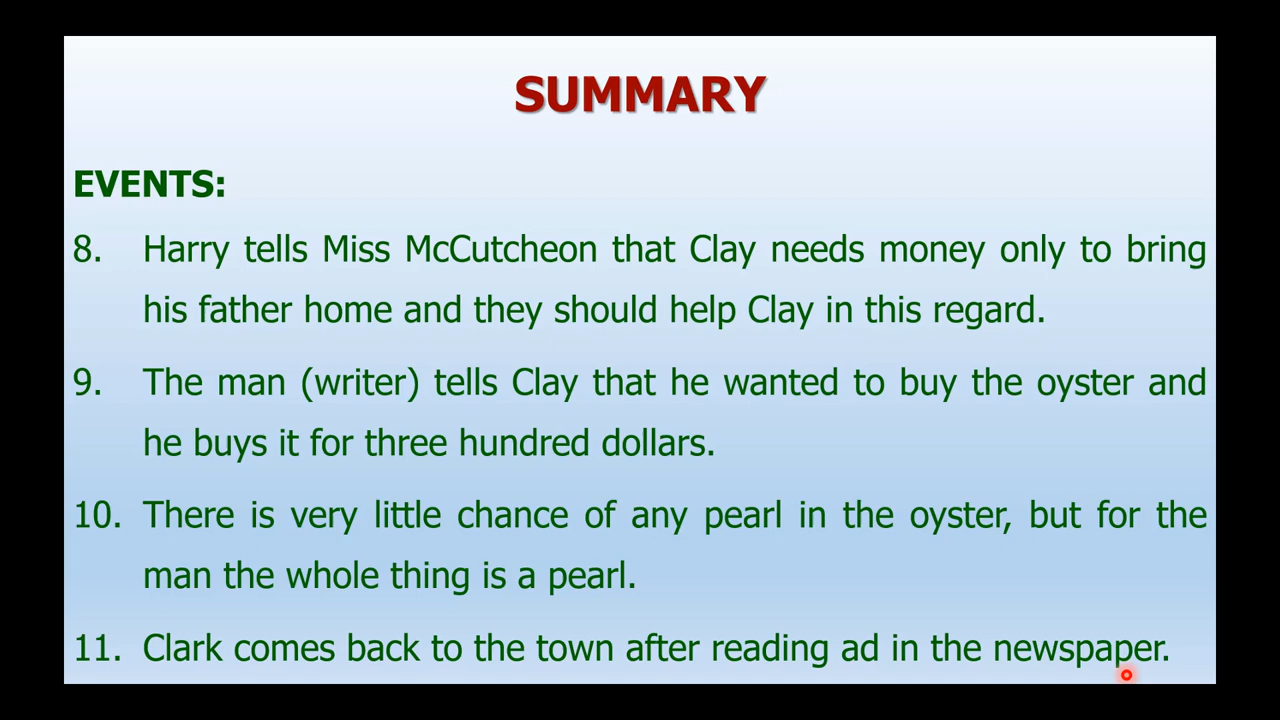 SUMMARY
EVENTS:
8. Harry tells Miss McCutcheon that Clay needs money only to bring
his father home and they should help Clay in this regard.
9. The man (writer) tells Clay that he wanted to buy the oyster and
he buys it for three hundred dollars.
10. There is very little chance of any pearl in the oyster, but for the
man the whole thing is a pearl.
11. Clark comes back to the town after reading ad in the newspaper.